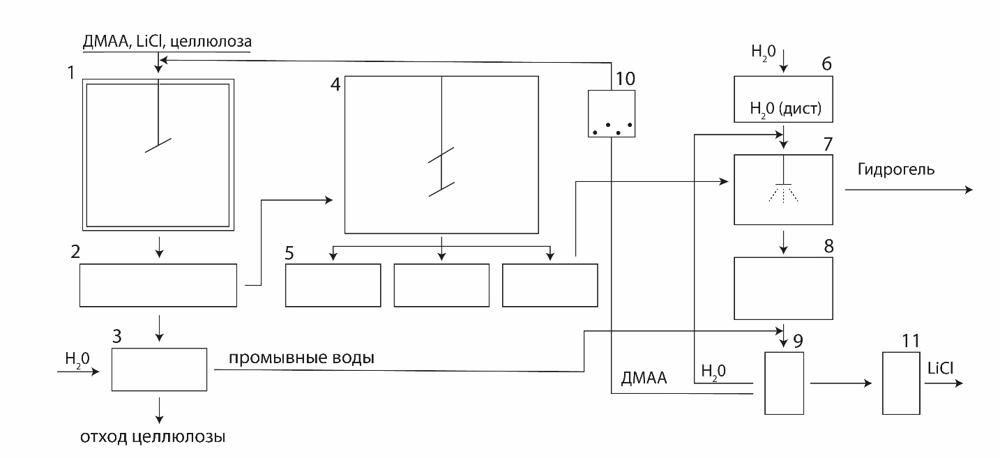 ДМАА, LiCl, целлюлоза
1
4
10
H₂0
6
H₂0 (дист)
7
Гидрогель
2
5
8
3
H₂0
промывные воды
ДМАА
H₂0
9
11
LiCl
отход целлюлозы